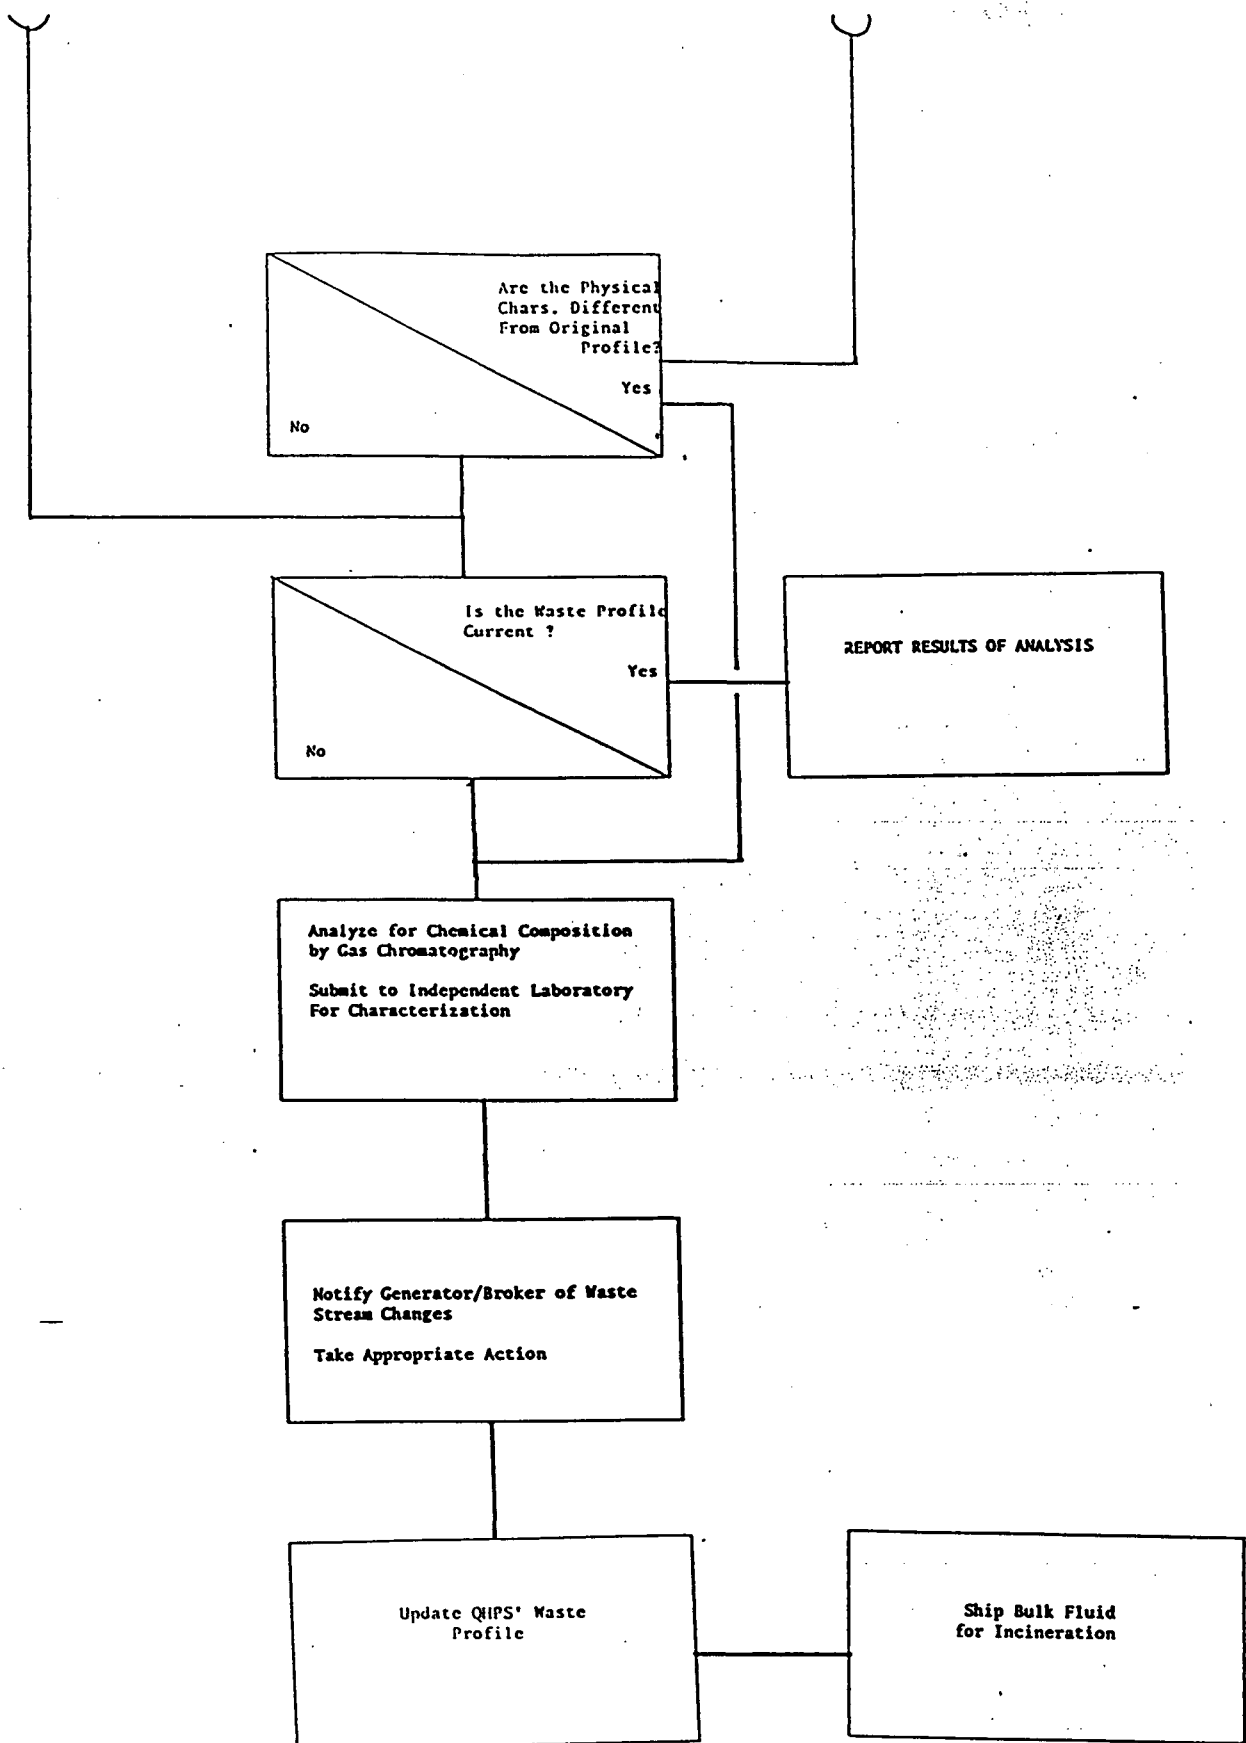 Are the Physical
Chars. Different
From Original
Profile?
Yes
No
Is the Waste Profile
Current ?
Yes
No
REPORT RESULTS OF ANALYSIS
Analyze for Chemical Composition
by Gas Chromatography
Submit to Independent Laboratory
For Characterization
Notify Generator/Broker of Waste
Stream Changes
Take Appropriate Action
Update QHPS' Waste
Profile
Ship Bulk Fluid
for Incineration